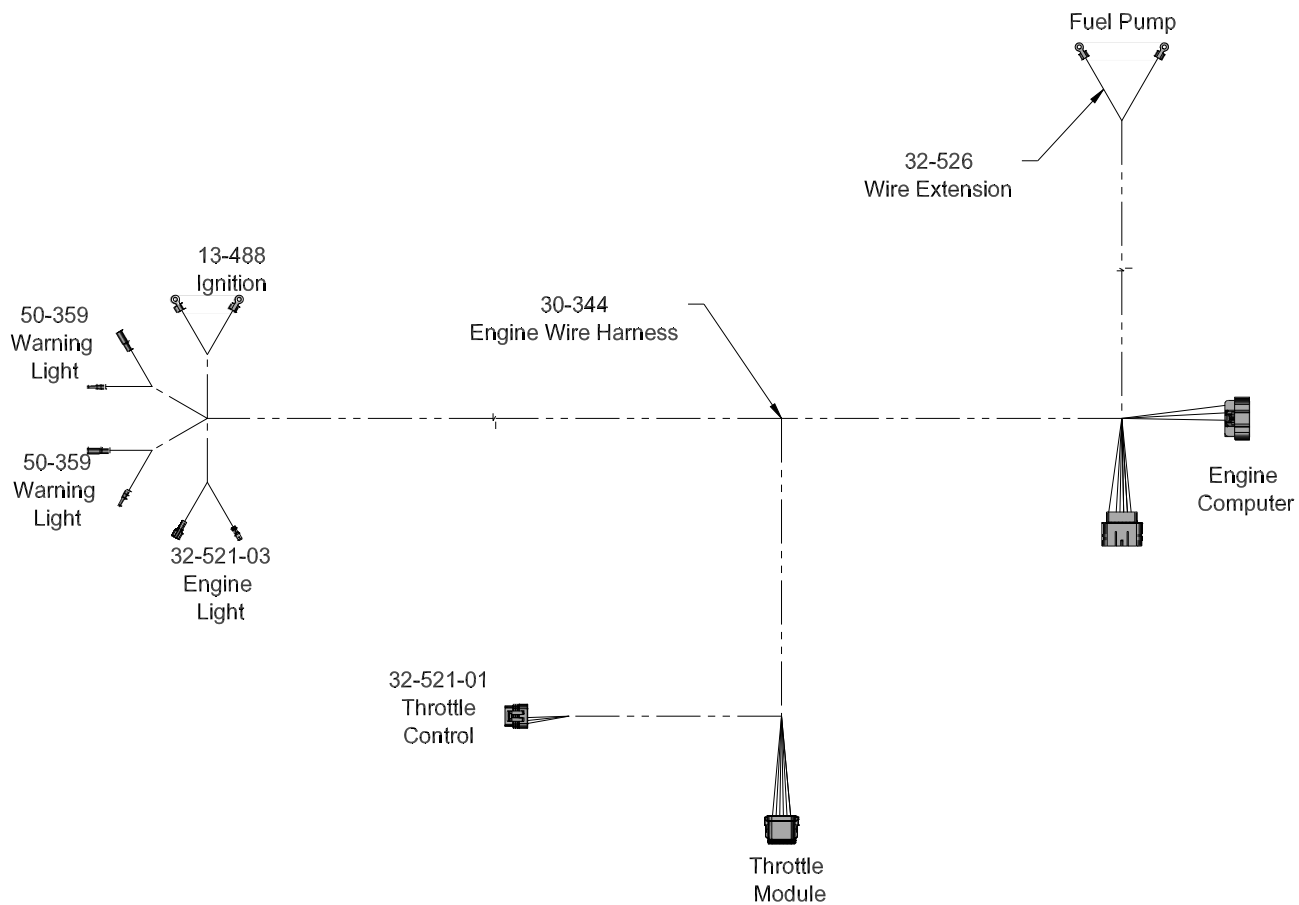 Fuel Pump
32-526
Wire Extension
13-488
Ignition
50-359
Warning
Light
30-344
Engine Wire Harness
50-359
Warning
Light
Engine
Computer
32-521-03
Engine
Light
32-521-01
Throttle
Control
Throttle
Module